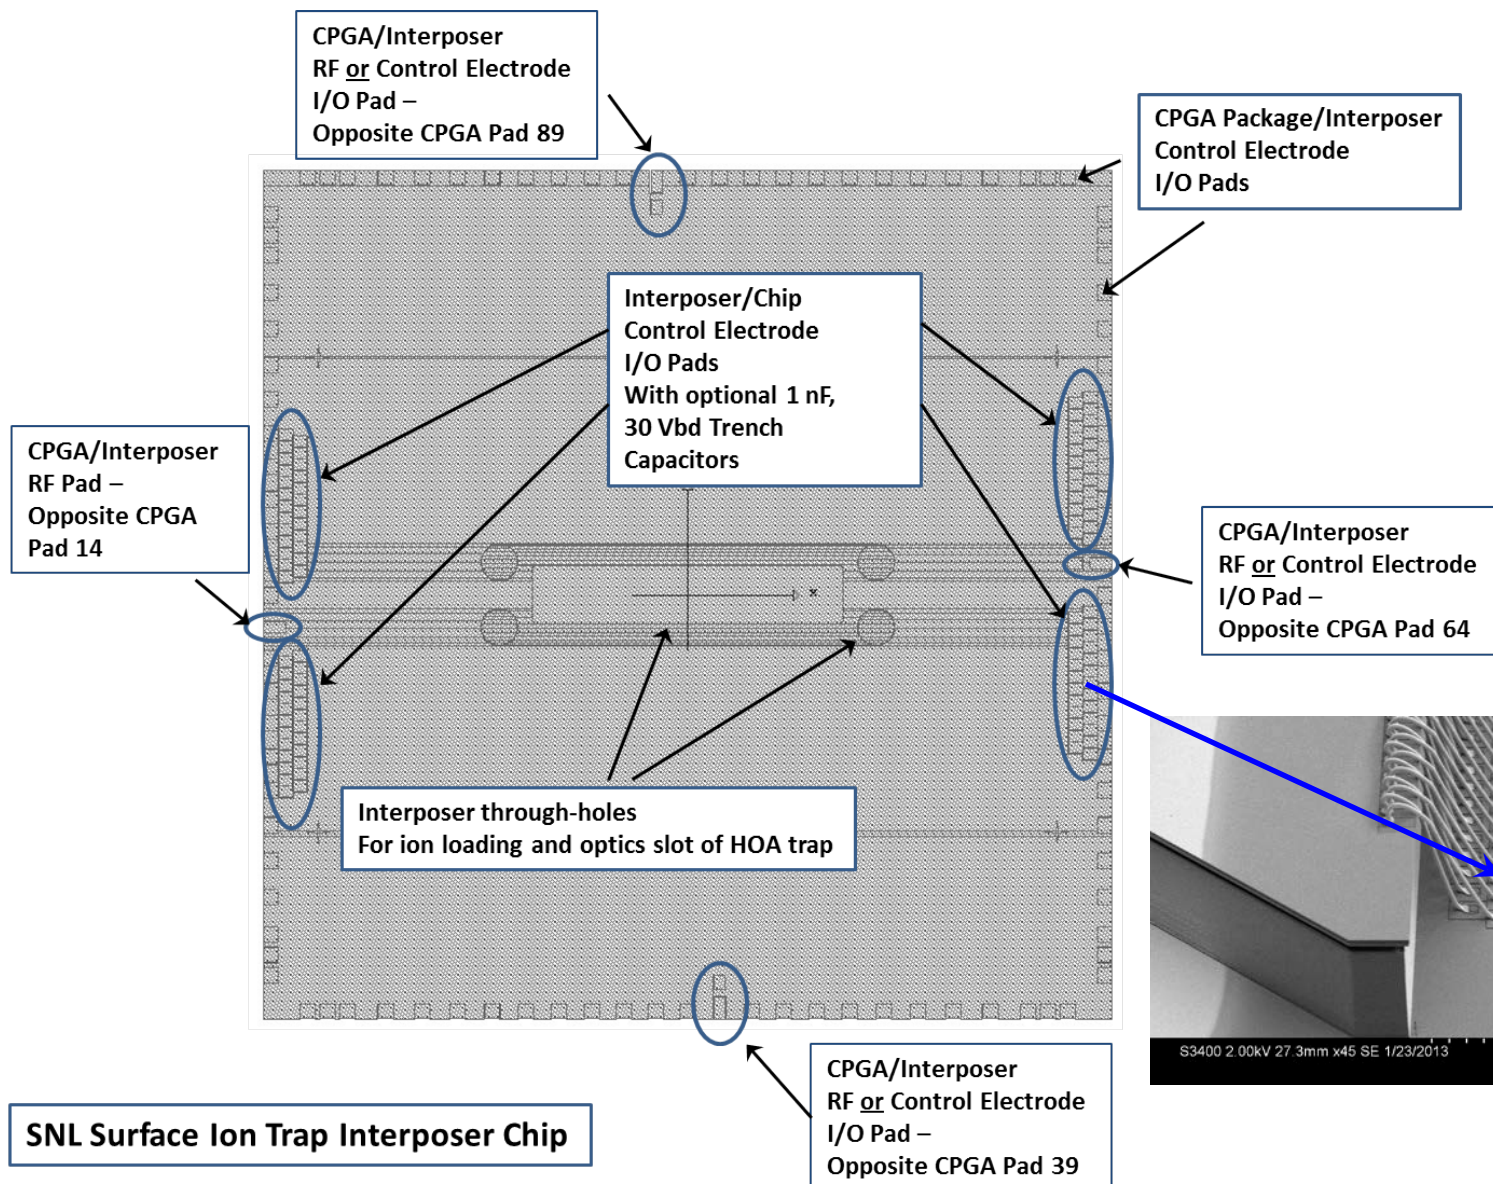 CPGA/Interposer
RF or Control Electrode
I/O Pad –
Opposite CPGA Pad 89
CPGA Package/Interposer
Control Electrode
I/O Pads
Interposer/Chip
Control Electrode
I/O Pads
With optional 1 nF,
30 Vbd Trench
Capacitors
CPGA/Interposer
RF Pad –
Opposite CPGA
Pad 14
CPGA/Interposer
RF or Control Electrode
I/O Pad –
Opposite CPGA Pad 64
x
Interposer through-holes
For ion loading and optics slot of HOA trap
S3400 2.00kV 27.3mm x45 SE 1/23/2013
CPGA/Interposer
RF or Control Electrode
I/O Pad –
Opposite CPGA Pad 39
SNL Surface Ion Trap Interposer Chip